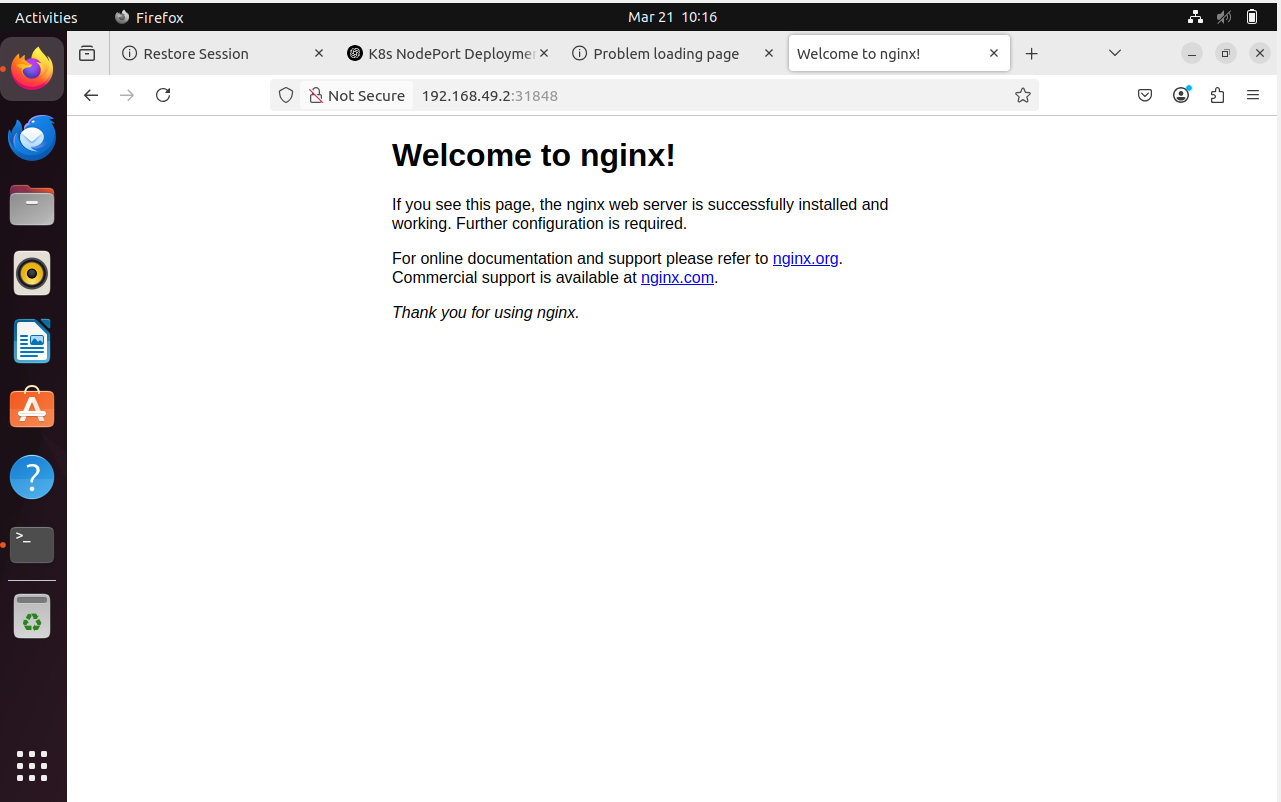 Activities
Firefox
Mar 21 10:16
Restore Session
K8s NodePort Deployme
Problem loading page
Welcome to nginx!
Not Secure
192.168.49.2:31848
Welcome to nginx!
If you see this page, the nginx web server is successfully installed and
working. Further configuration is required.
For online documentation and support please refer to nginx.org.
Commercial support is available at nginx.com.
Thank you for using nginx.